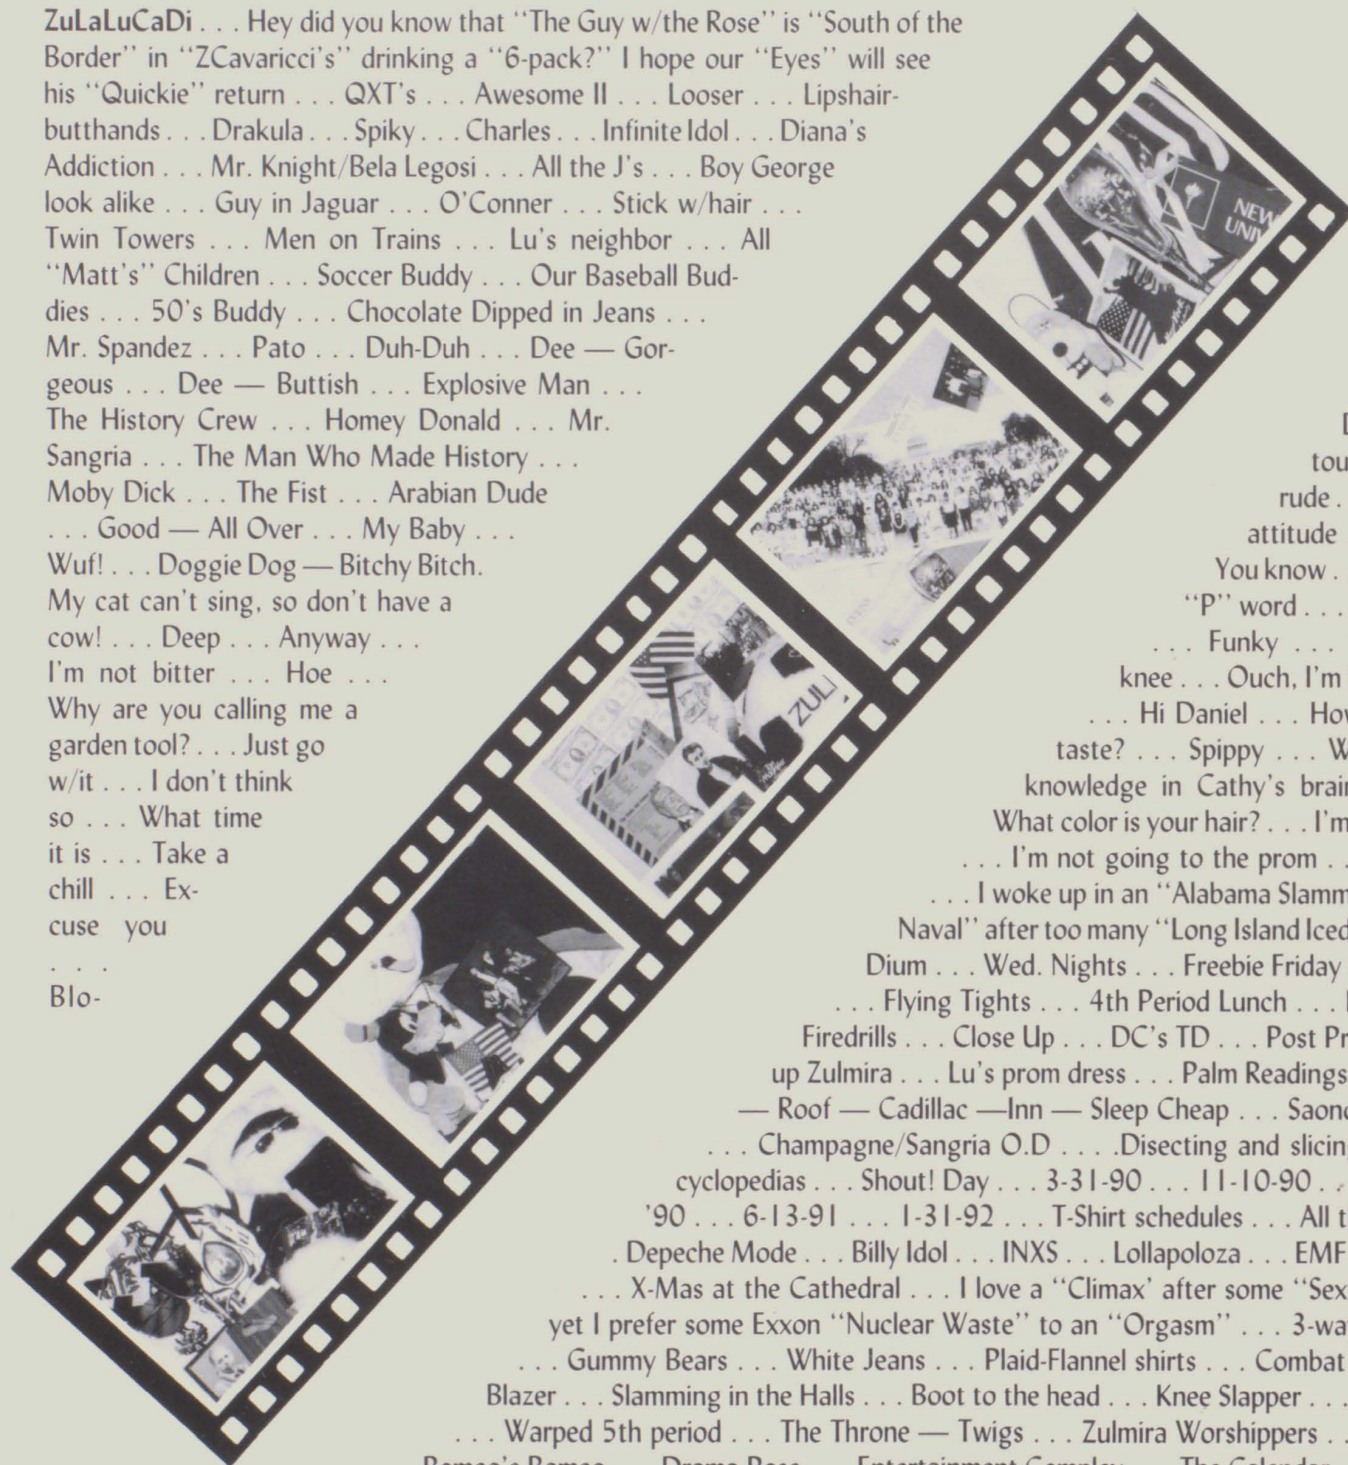 ZuLaLuCaDi . . . Hey did you know that "The Guy w/the Rose" is "South of the
Border" in "ZCavaricci's" drinking a "6-pack?" I hope our "Eyes" will see
his "Quickie" return . . . QXT's . . . Awesome II . . . Looser . . . Lipshair-
butthands . . . Drakula . . . Spiky . . . Charles . . . Infinite Idol . . . Diana's
Addiction . . . Mr. Knight/Bela Legosi . . . All the J's . . . Boy George
look alike . . . Guy in Jaguar . . . O'Conner . . . Stick w/hair . . .
Twin Towers . . . Men on Trains . . . Lu's neighbor . . . All
"Matt's" Children . . . Soccer Buddy . . . Our Baseball Bud-
dies . . . 50's Buddy . . . Chocolate Dipped in Jeans . . .
Mr. Spandez . . . Pato . . . Duh-Duh . . . Dee — Gor-
geous . . . Dee — Buttish . . . Explosive Man . . .
The History Crew . . . Homey Donald . . . Mr.
Sangria . . . The Man Who Made History . . .
Moby Dick . . . The Fist . . . Arabian Dude
. . . Good — All Over . . . My Baby . . .
Wuf! . . . Doggie Dog — Bitchy Bitch.
My cat can't sing, so don't have a
cow! . . . Deep . . . Anyway . . .
I'm not bitter . . . Hoe . . .
Why are you calling me a
garden tool? . . . Just go
w/it . . . I don't think
so . . . What time
it is . . . Take a
chill . . . Ex-
cuse you
. . .
Blo-
NEW
UNIV
ZULI
tou
rude .
attitude
You know .
"P" word . . .
. . . Funky . . .
knee . . . Ouch, I'm
. . . Hi Daniel . . . How
taste? . . . Spippy . . . W
knowledge in Cathy's brain
What color is your hair? . . . I'm
. . . I'm not going to the prom . .
. . . I woke up in an "Alabama Slamm
Naval" after too many "Long Island Iced
Dium . . . Wed. Nights . . . Freebie Friday
. . . Flying Tights . . . 4th Period Lunch . . .
Firedrills . . . Close Up . . . DC's TD . . . Post Pr
up Zulmira . . . Lu's prom dress . . . Palm Readings
— Roof — Cadillac —Inn — Sleep Cheap . . . Saond
. . . Champagne/Sangria O.D . . . .Disecting and slicin
cyclopedias . . . Shout! Day . . . 3-31-90 . . . 11-10-90 . .
'90 . . . 6-13-91 . . . 1-31-92 . . . T-Shirt schedules . . . All t
. Depeche Mode . . . Billy Idol . . . INXS . . . Lollapoloza . . . EMF
. . . X-Mas at the Cathedral . . . I love a "Climax' after some "Sex
yet I prefer some Exxon "Nuclear Waste" to an "Orgasm" . . . 3-wa
. . . Gummy Bears . . . White Jeans . . . Plaid-Flannel shirts . . . Combat
Blazer . . . Slamming in the Halls . . . Boot to the head . . . Knee Slapper . . .
. . . Warped 5th period . . . The Throne — Twigs . . . Zulmira Worshippers . .